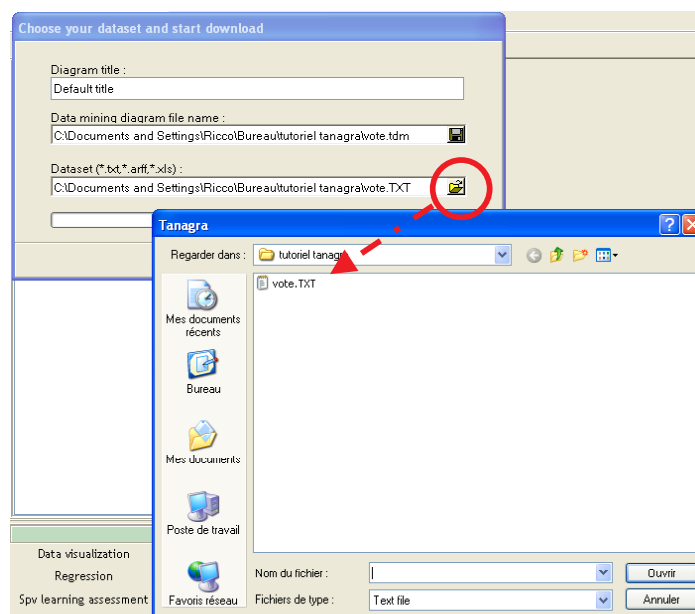 Choose your dataset and start download
Diagram title :
Default title
Data mining diagram file name :
C:\Documents and Settings\Ricco\Bureau\tutoriel tanagra\vote.tdm
Dataset (*.txt,*.arff,*.xls) :
C:\Documents and Settings\Ricco\Bureau\tutoriel tanagra\vote.TXT
Tanagra
Regarder dans :
tutoriel tanagra
vote.TXT
Mes documents
récents
Bureau
Mes documents
Poste de travail
Favoris réseau
Nom du fichier :
Ouvrir
Fichiers de type :
Text file
Annuler
Data visualization
Regression
Spv learning assessment